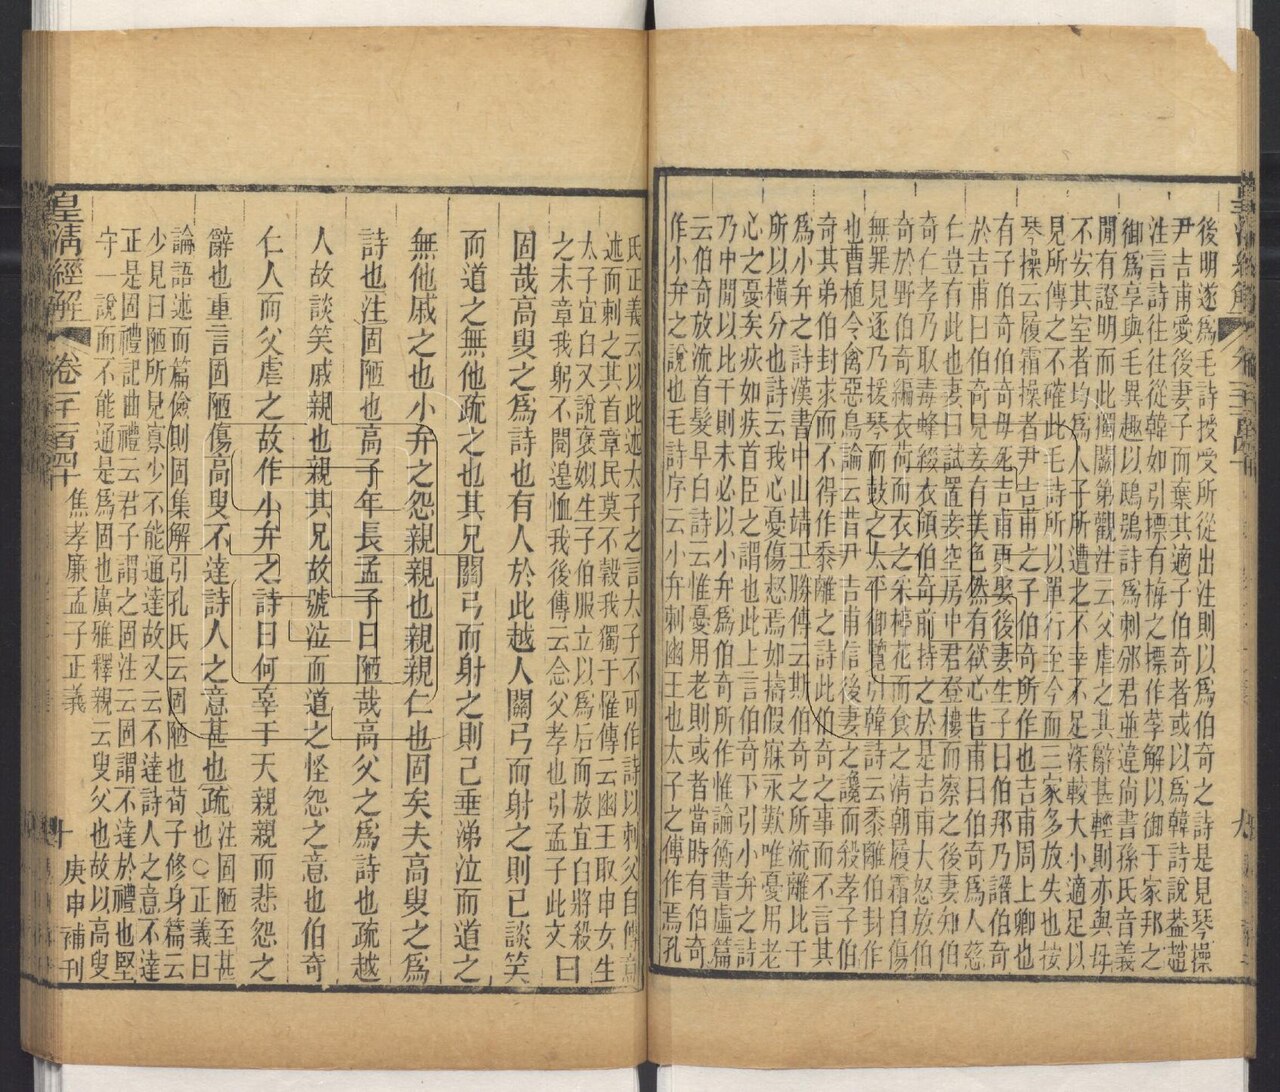 後明遂爲毛詩授受所從出注則以爲伯奇之詩是見琴操
尹吉甫愛後妻子而棄其適子伯奇者或以爲韓詩說葢趙
注言詩往往從韓如引摽有梅之摽作莩解以御于家邦之
御爲享與毛異趣以鴟鴞詩爲刺邠君並違尚書孫氏音義
閒有證明而此獨闕第觀注云父虐之其辭甚輕則亦與母
不安其室者均爲人子所遭之不幸不足深較大小適足以
見所傳之不確此毛詩所以單行至今而三家多放失也按
琴操云履霜操者尹吉甫之子伯奇所作也吉甫周上卿也
有子伯奇伯奇母死吉甫更娶後妻生子曰伯邦乃譖伯奇
於吉甫曰伯奇見妾有美色然有欲心吉甫曰伯奇爲人慈
仁豈有此也妻曰試置妾空房中君登樓而察之後妻知伯
奇仁孝乃取毒蜂綴衣領伯奇前持之於是吉甫大怒放伯
奇於野伯奇編衣荷而衣之采楟花而食之清朝履霜自傷
無罪見逐乃援琴而鼓之太平御覽引韓詩云黍離伯封作
也曹植令禽惡鳥論云昔尹吉甫信後妻之讒而殺孝子伯
奇其弟伯封求而不得作黍離之詩此伯奇之事而不言其
爲小弁之詩漢書中山靖王勝傳云斯伯奇之所流離比干
所以橫分也詩云我心憂傷惄焉如擣假寐永歎唯憂用老
心之憂矣疢如疾首臣之謂也此上言伯奇下引小弁之詩
乃中閒以比干則未必以小弁爲伯奇所作惟論衡書虛篇
云伯奇放流首髮早白詩云惟憂用老則或者當時有伯奇
作小弁之說也毛詩序云小弁刺幽王也太子之傅作焉孔
氏正義云以此述太子之言太子不可作詩以刺父自傅意
述而刺之其首章民莫不穀我獨于罹傳云幽王取申女生
太子宜臼又說褒姒生子伯服立以爲后而放宜臼將殺
之末章我躬不閱遑恤我後傳云念父孝也引孟子此文 曰
固哉高叟之爲詩也有人於此越人關弓而射之則已談笑
而道之無他疏之也其兄關弓而射之則己垂涕泣而道之
無他戚之也小弁之怨親親也親親仁也固矣夫高叟之爲
詩也注固陋也高子年長孟子曰陋哉高父之爲詩也疏越
人故談笑戚親也親其兄故號泣而道之怪怨之意也伯奇
仁人而父虐之故作小弁之詩曰何辜于天親親而悲怨之
辭也重言固陋傷高叟不達詩人之意甚也疏
注固陋至甚
也○正義曰
論語述而篇儉則固集解引孔氏云固陋也荀子修身篇云
少見曰陋所見寡少不能通達故又云不達詩人之意不達
正是固禮記曲禮云君子謂之固注云固謂不達於禮也堅
守一說而不能通是爲固也廣雅釋親云叟父也故以高叟
皇清經解 卷一千一百四十 焦孝廉孟子正義 十 庚申補刊